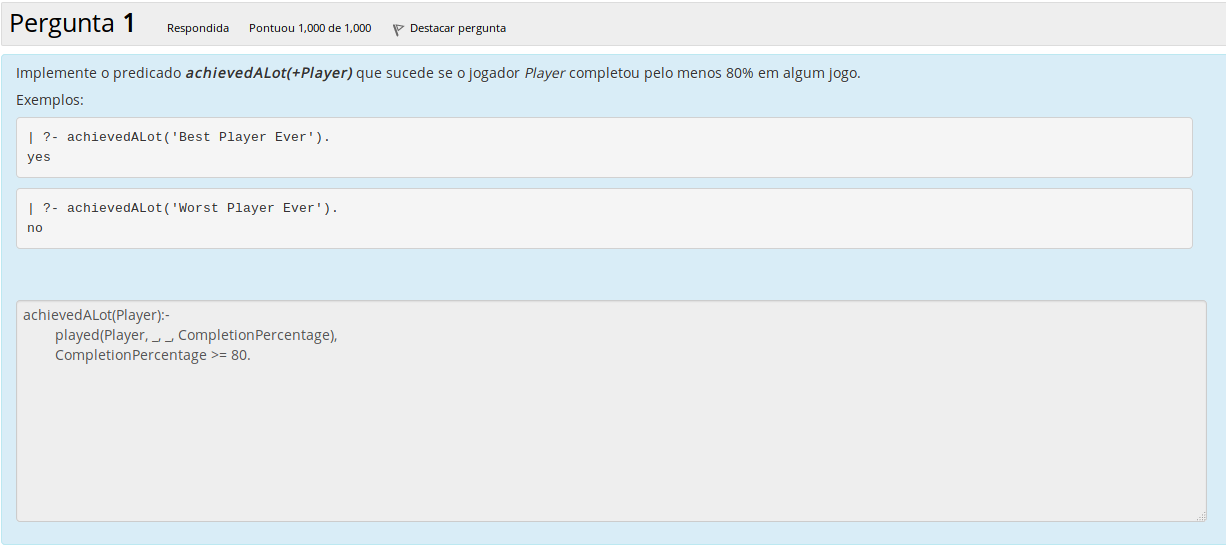 Pergunta 1 Respondida Pontuou 1,000 de 1,000 Destacar pergunta
Implemente o predicado achievedALot(+Player) que sucede se o jogador Player completou pelo menos 80% em algum jogo.
Exemplos:
| ?- achievedALot('Best Player Ever').
yes
| ?- achievedALot('Worst Player Ever').
no
achievedALot(Player):-
played(Player, _, _, CompletionPercentage),
CompletionPercentage >= 80.